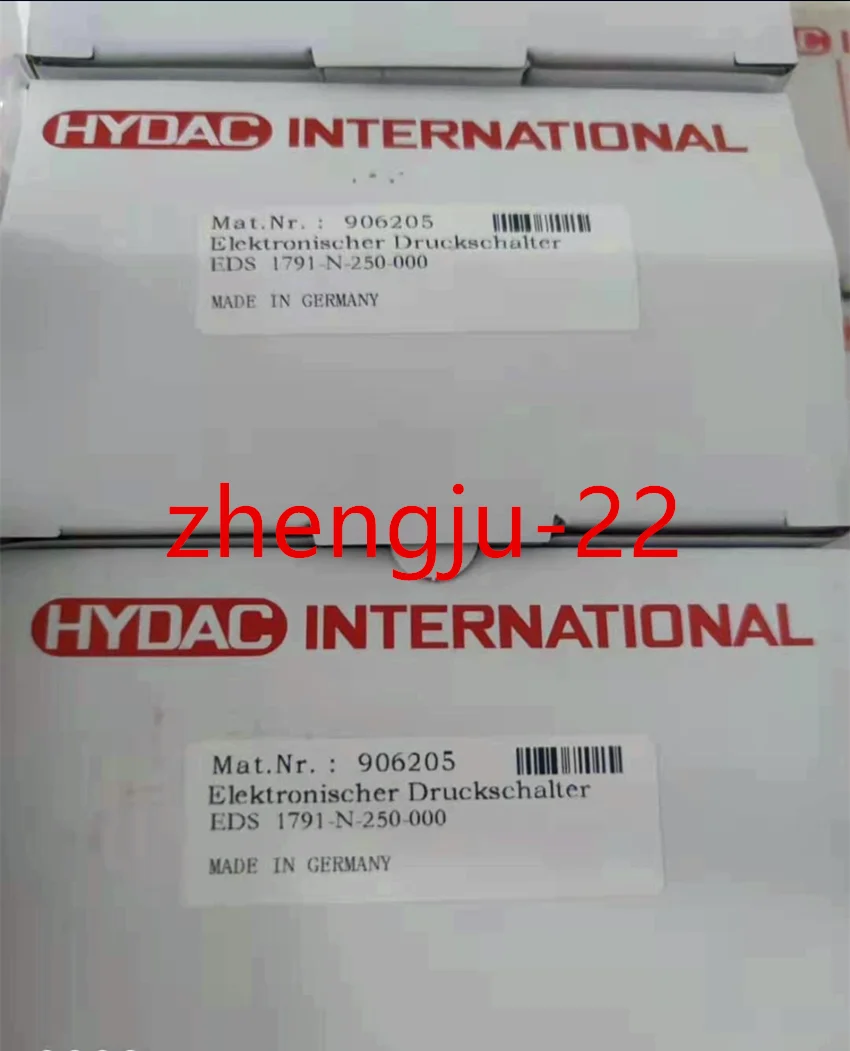 HYDAC INTERNATIONAL
Mat.Nr. : 906205
Elektronischer Druckschalter
EDS 1791-N-250-000
MADE IN GERMANY
zhengju-22
HYDAC INTERNATIONAL
Mat.Nr. : 906205
Elektronischer Druckschalter
EDS 1791-N-250-000
MADE IN GERMANY